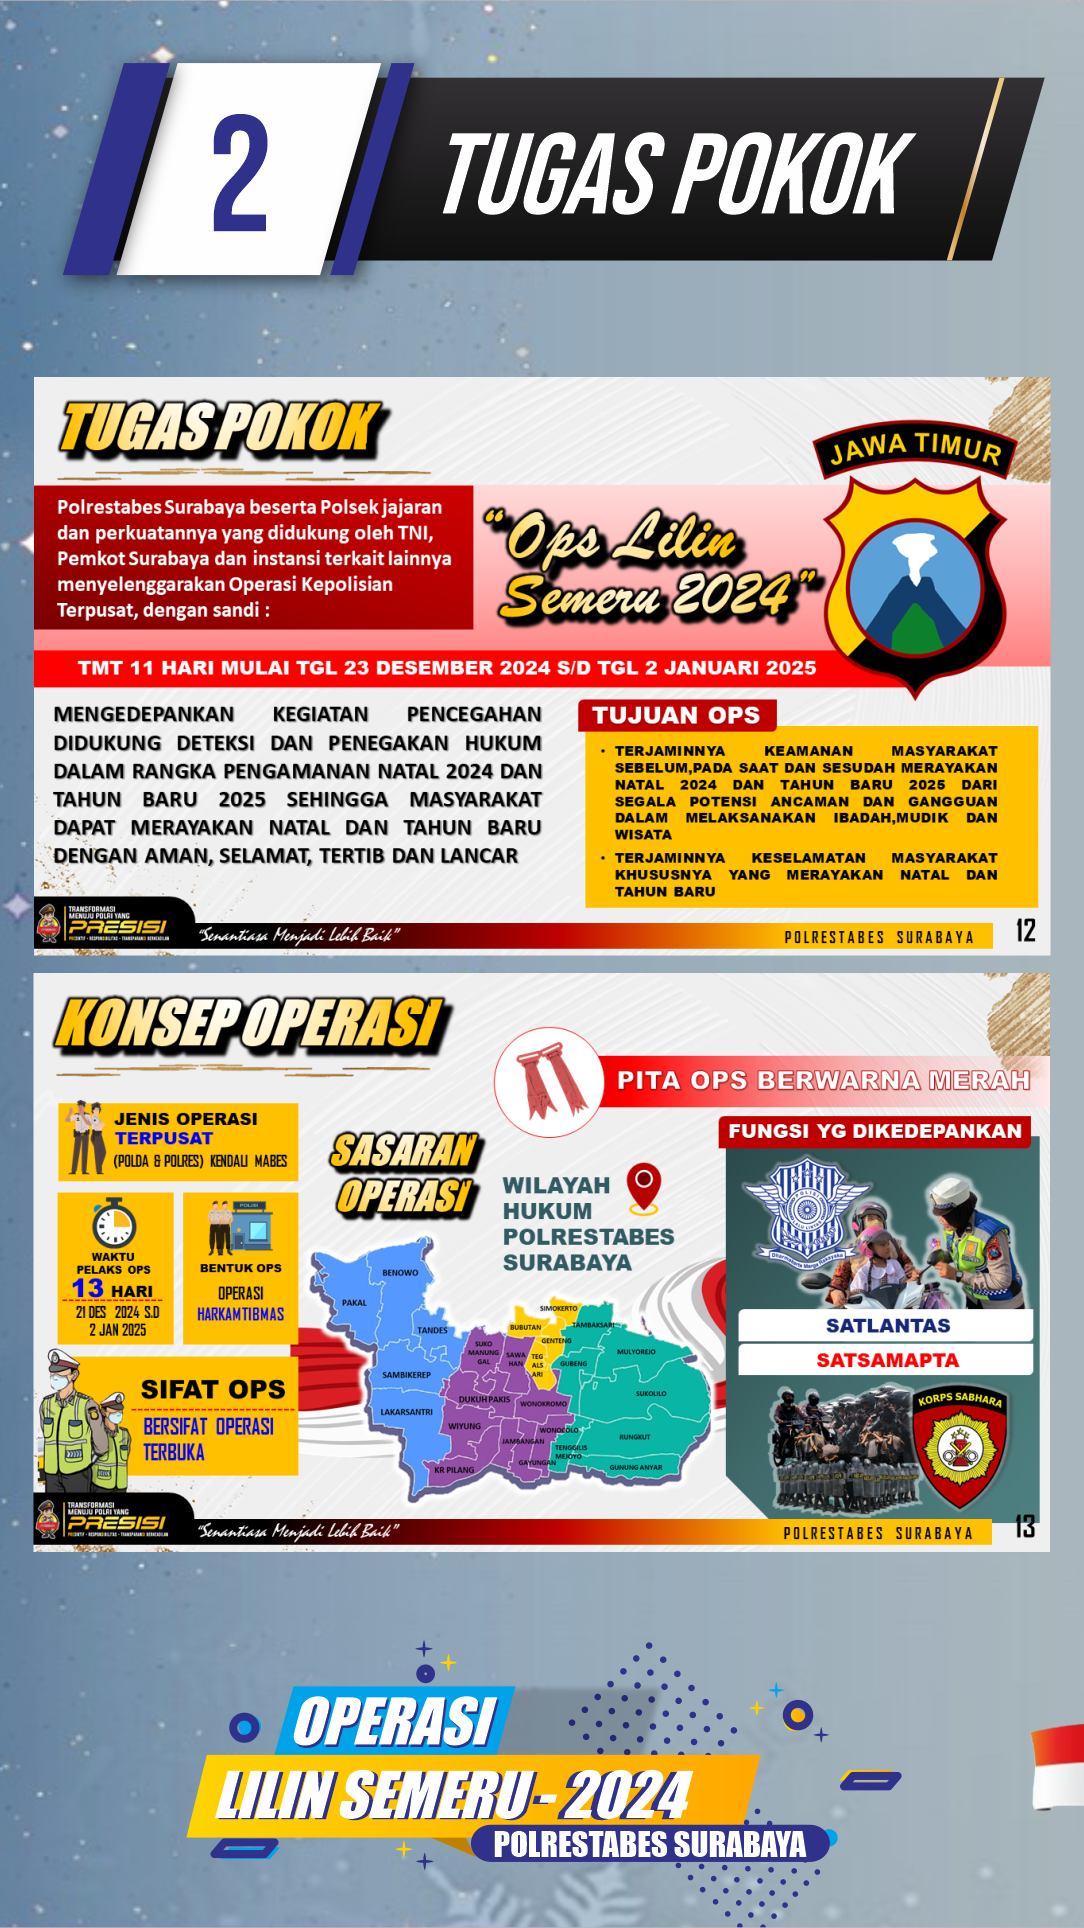 2
TUGAS POKOK
TUGAS POKOK
JAWA TIMUR
Polrestabes Surabaya beserta Polsek jajaran
dan perkuatannya yang didukung oleh TNI,
Pemkot Surabaya dan instansi terkait lainnya
menyelenggarakan Operasi Kepolisian
Terpusat, dengan sandi :
“Ops Lilin
Semeru 2024”
TMT 11 HARI MULAI TGL 23 DESEMBER 2024 S/D TGL 2 JANUARI 2025
MENGEDEPANKAN KEGIATAN PENCEGAHAN
DIDUKUNG DETEKSI DAN PENEGAKAN HUKUM
DALAM RANGKA PENGAMANAN NATAL 2024 DAN
TAHUN BARU 2025 SEHINGGA MASYARAKAT
DAPAT MERAYAKAN NATAL DAN TAHUN BARU
DENGAN AMAN, SELAMAT, TERTIB DAN LANCAR
TUJUAN OPS
• TERJAMINNYA KEAMANAN MASYARAKAT
SEBELUM,PADA SAAT DAN SESUDAH MERAYAKAN
NATAL 2024 DAN TAHUN BARU 2025 DARI
SEGALA POTENSI ANCAMAN DAN GANGGUAN
DALAM MELAKSANAKAN IBADAH,MUDIK DAN
WISATA
• TERJAMINNYA KESELAMATAN MASYARAKAT
KHUSUSNYA YANG MERAYAKAN NATAL DAN
TAHUN BARU
TRANSFORMASI
MENUJU POLRI YANG
PRESISI
PREDIKTIF - RESPONSIBILITAS - TRANSPARANSI BERKEADILAN
“Senantiasa Menjadi Lebih Baik”
POLRESTABES SURABAYA
12
KONSEP OPERASI
PITA OPS BERWARNA MERAH
JENIS OPERASI
TERPUSAT
(POLDA & POLRES) KENDALI MABES
WAKTU
PELAKS OPS
13 HARI
21 DES 2024 S.D
2 JAN 2025
POLISI
BENTUK OPS
OPERASI
HARKAMTIBMAS
SIFAT OPS
BERSIFAT OPERASI
TERBUKA
SASARAN
OPERASI
WILAYAH
HUKUM
POLRESTABES
SURABAYA
BENOWO
PAKAL
TANDES
SAMBIKEREP
LAKARSANTRI
SIMOKERTO
BUBUTAN
TAMBAKSARI
GENTENG
SUKO
MANUNG
GAL
SAWA
HAN
TEG
ALS
ARI
GUBENG
MULYOREJO
SUKOLILO
DUKUH PAKIS
WONOKROMO
WIYUNG
WONOCOLO
JAMBANGAN
TENGGILIS
MEJOYO
RUNGKUT
KR PILANG
GAYUNGAN
GUNUNG ANYAR
FUNGSI YG DIKEDEPANKAN
SATLANTAS
SATSAMAPTA
KORPS SABHARA
TRANSFORMASI
MENUJU POLRI YANG
PRESISI
PREDIKTIF - RESPONSIBILITAS - TRANSPARANSI BERKEADILAN
“Senantiasa Menjadi Lebih Baik”
POLRESTABES SURABAYA
13
OPERASI
LILIN SEMERU - 2024
POLRESTABES SURABAYA